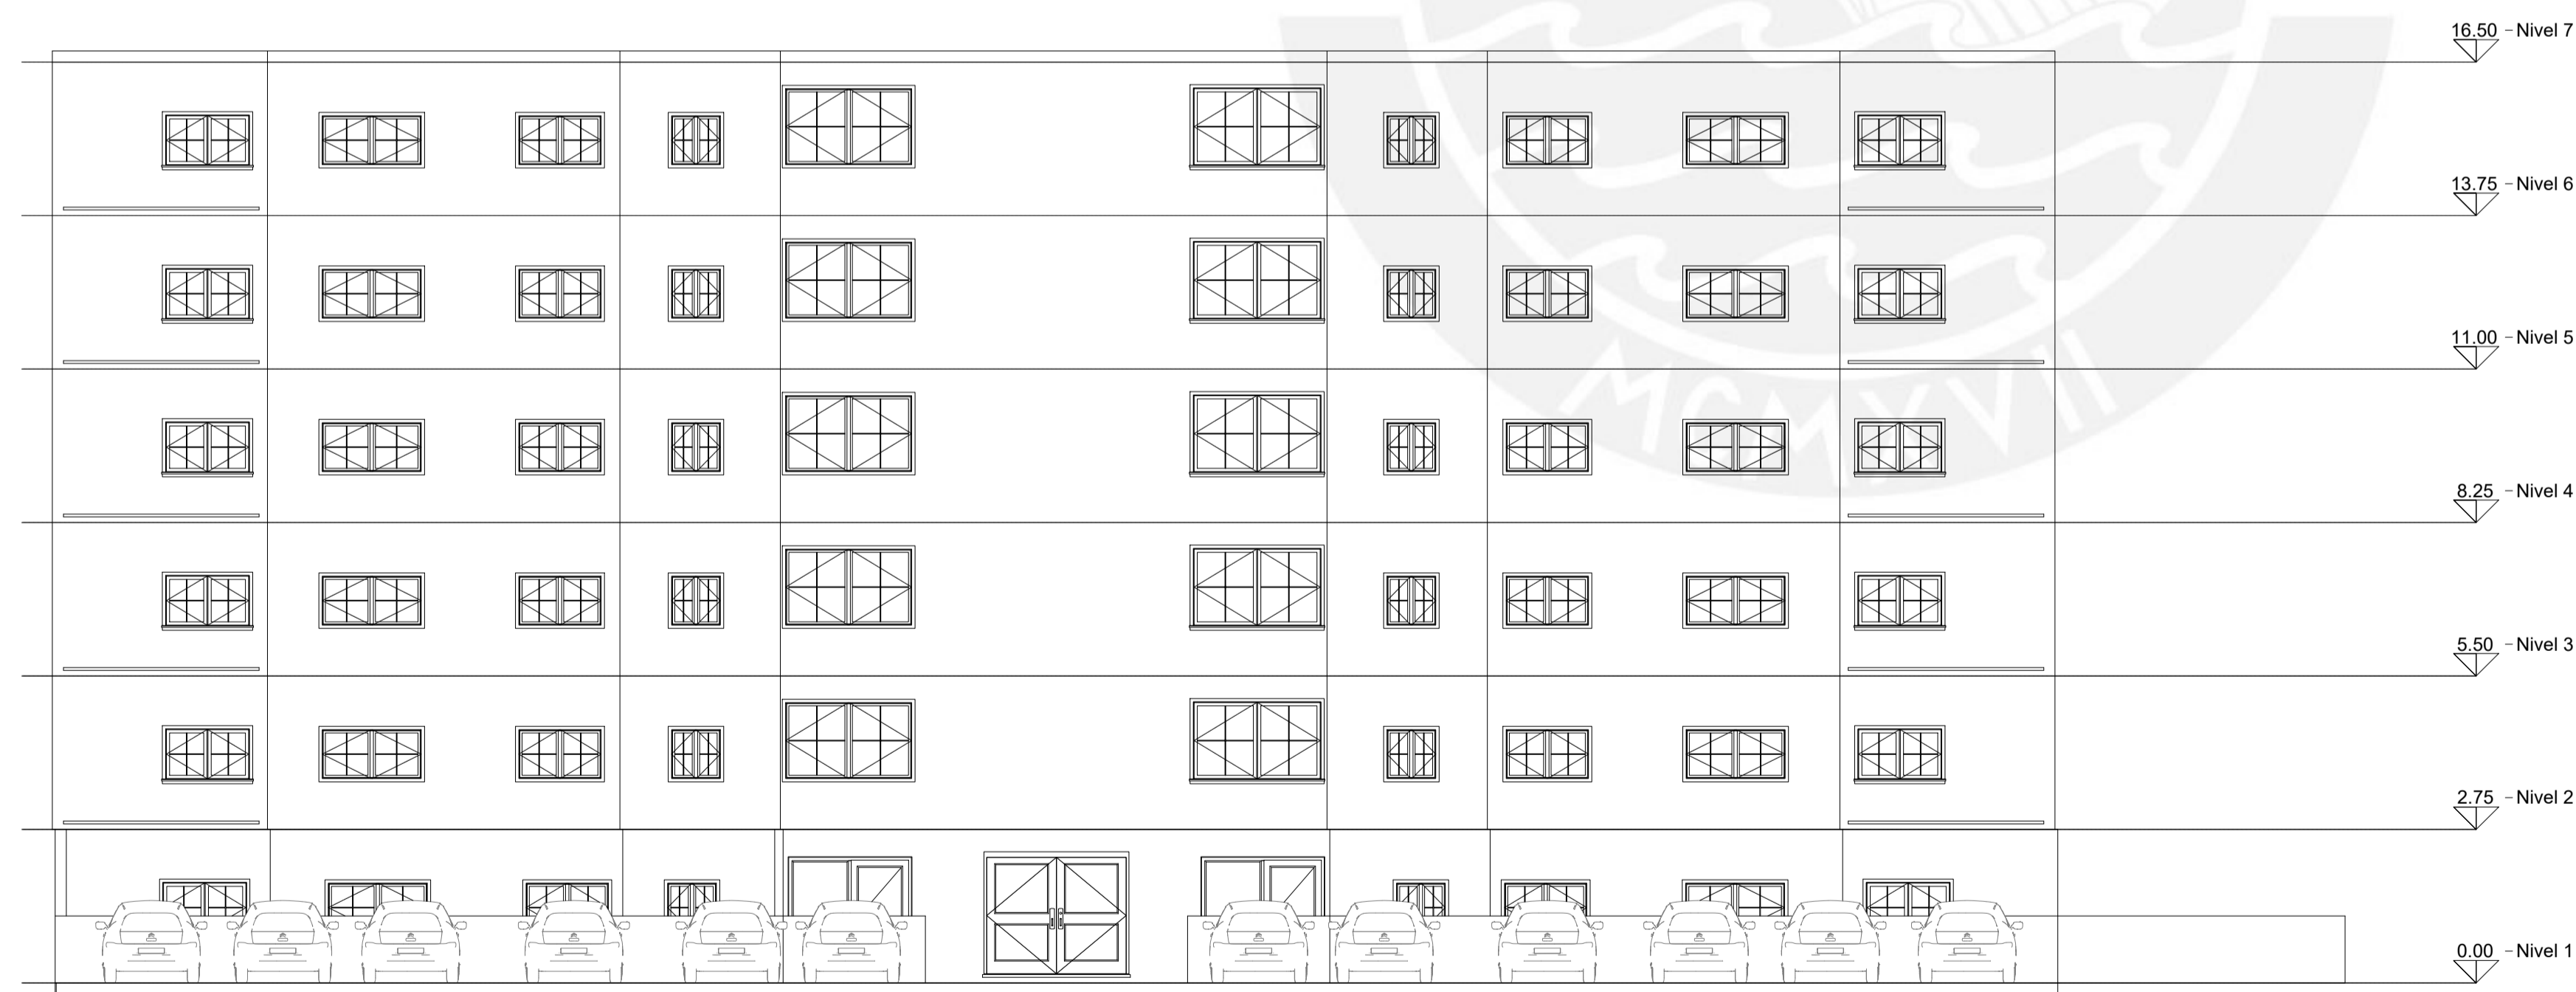 16.50 - Nivel 7
13.75 - Nivel 6
11.00 - Nivel 5
MCMXVII
8.25 - Nivel 4
5.50 - Nivel 3
2.75 - Nivel 2
0.00 - Nivel 1